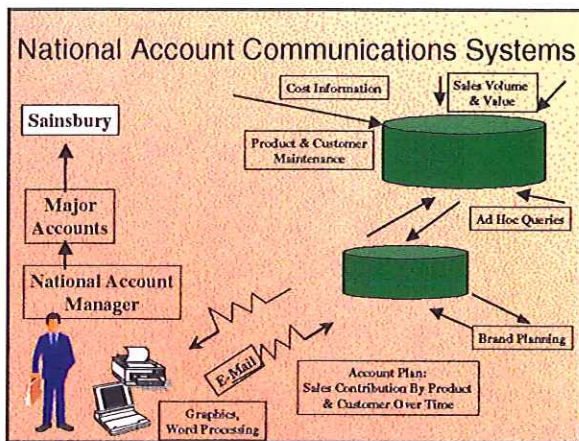 National Account Communications Systems
Cost Information
Sales Volume
& Value
Sainsbury
Product & Customer
Maintenance
Major
Accounts
Ad Hoc Queries
National Account
Manager
Brand Planning
E-Mail
Account Plan:
Sales Contribution By Product
& Customer Over Time
Graphics,
Word Processing